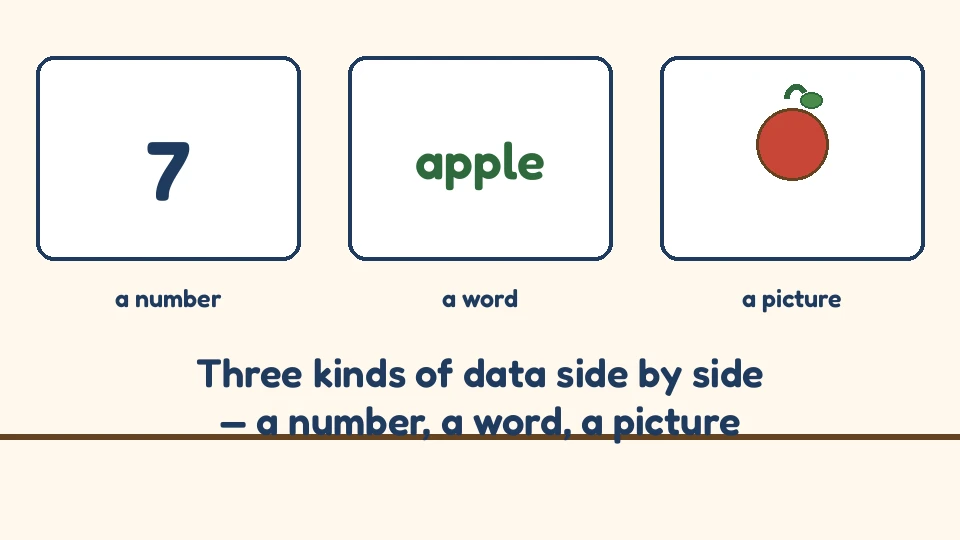 7
apple
a number
a word
a picture
Three kinds of data side by side
— a number, a word, a picture